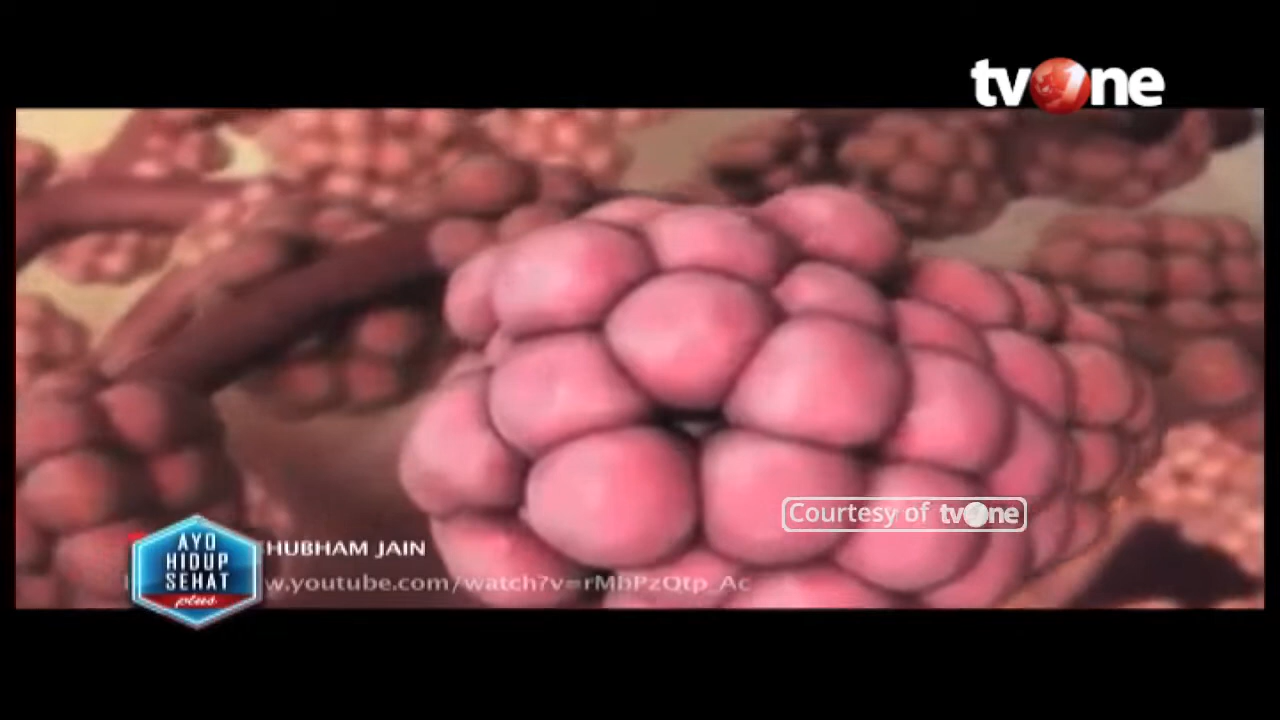 tvOne
Courtesy of tvOne
AYO
HIDUP
SEHAT
plus
HUBHAM JAIN
w.youtube.com/watch?v=rMbPzQtp_Ac